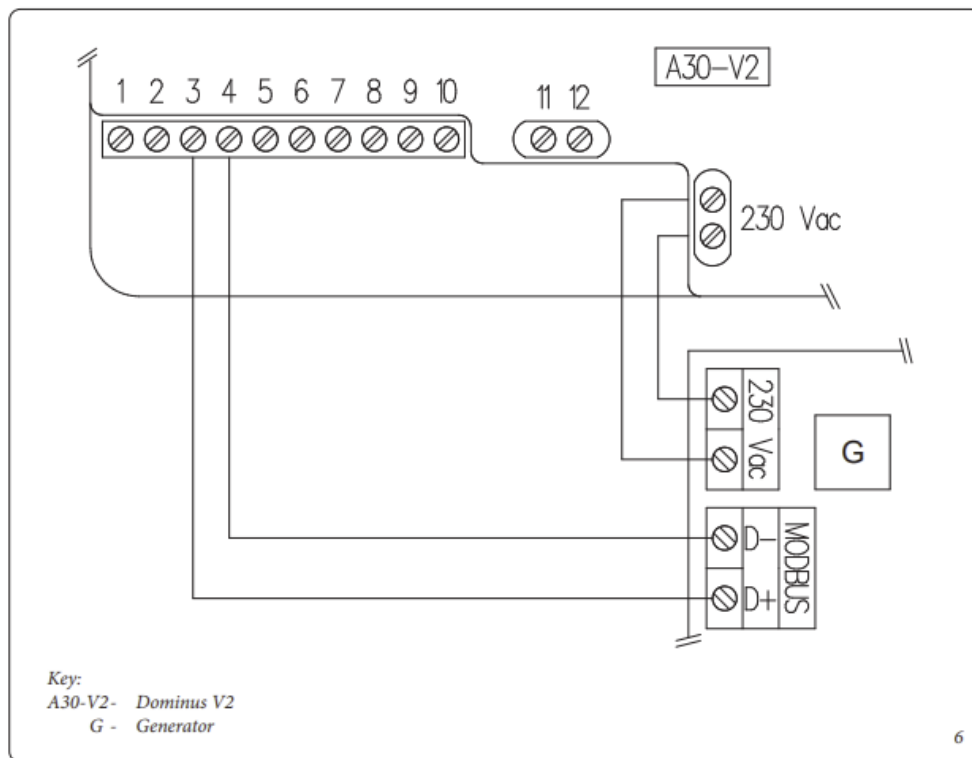 A30-V2
1 2 3 4 5 6 7 8 9 10
11 12
230 Vac
230 Vac
G
D-
D+
MODBUS
Key:
A30-V2- Dominus V2
G - Generator
6